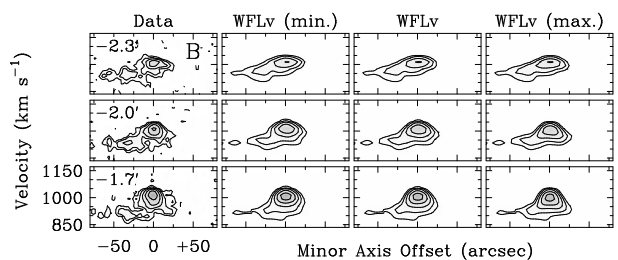 Data WFLv (min.) WFLv WFLv (max.)
−2.3′ B
−2.0′
−1.7′
Velocity (km s⁻¹)
1150
1000
850
−50 0 +50
Minor Axis Offset (arcsec)